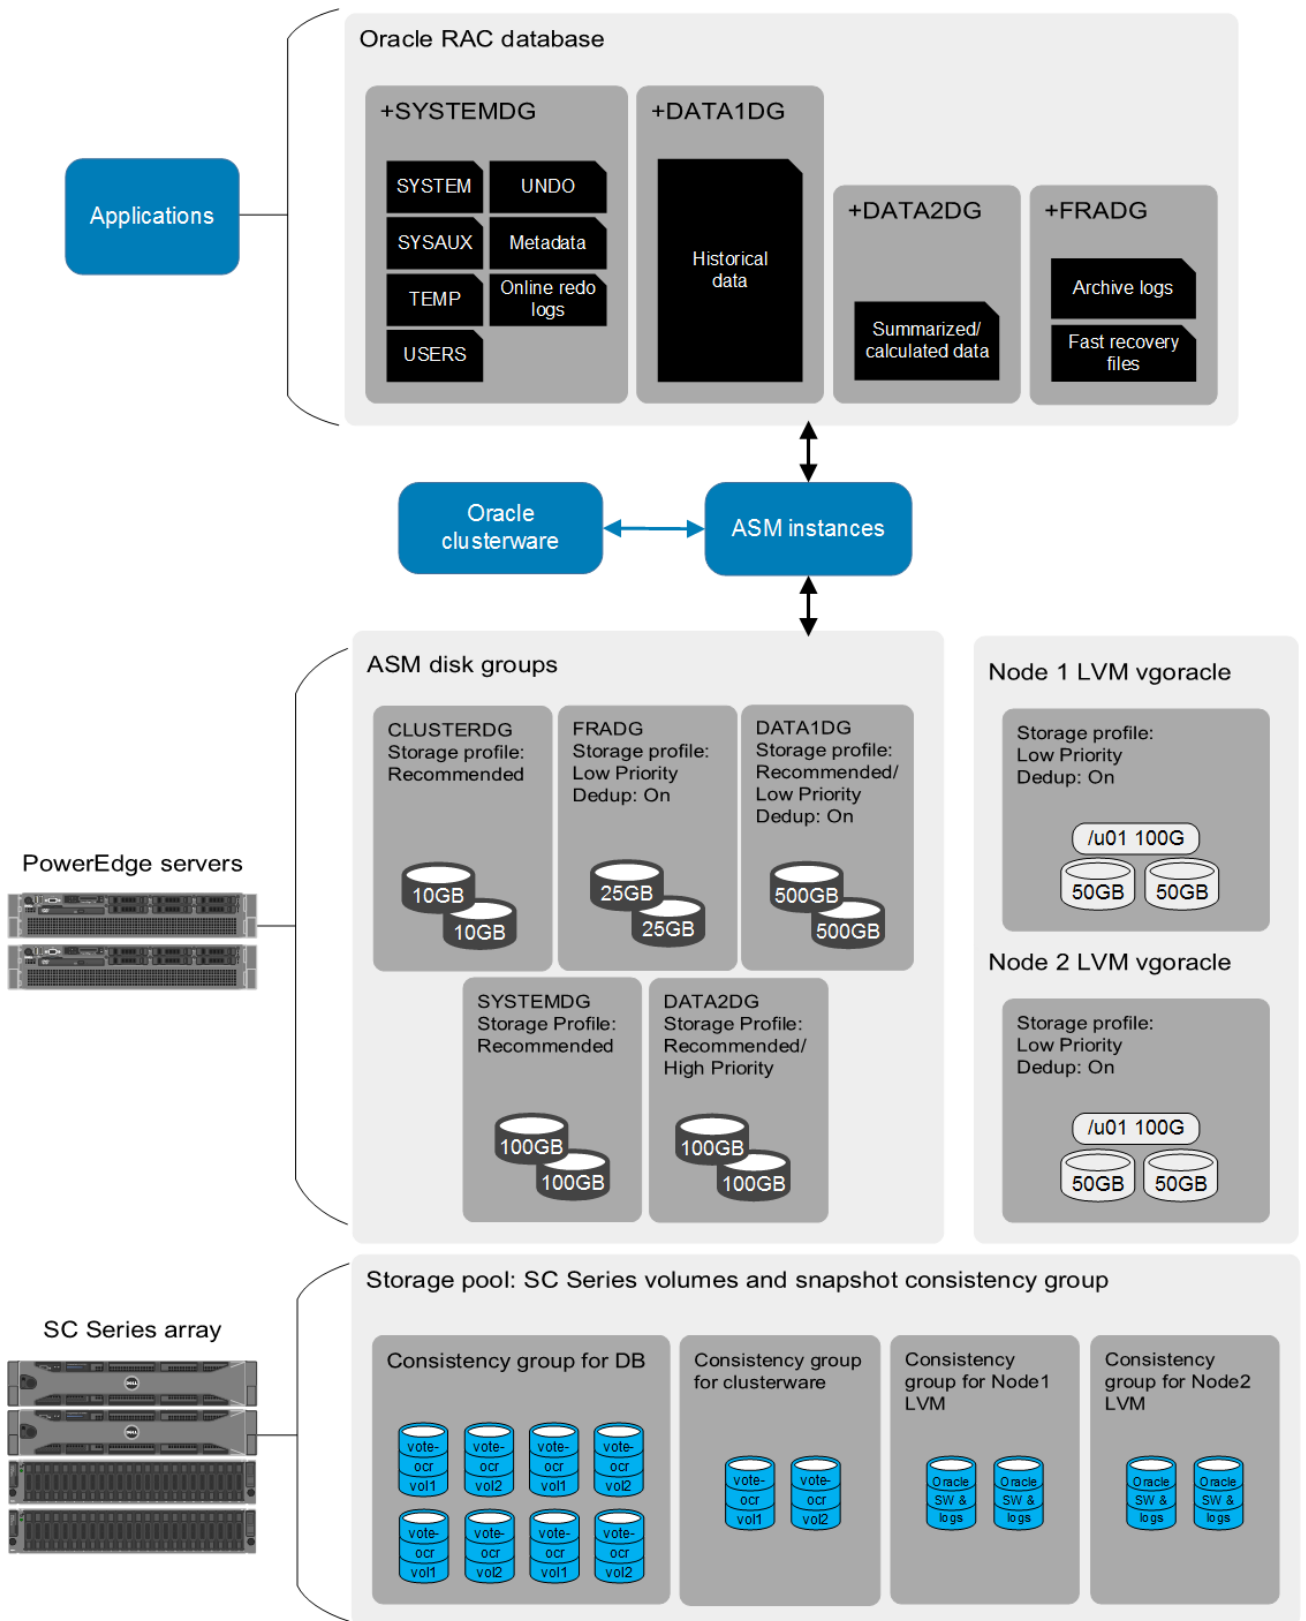 Oracle RAC database
+SYSTEMDG
SYSTEM
UNDO
SYSAUX
Metadata
TEMP
Online redo
logs
USERS
+DATA1DG
Historical
data
+DATA2DG
Summarized/
calculated data
+FRADG
Archive logs
Fast recovery
files
Applications
Oracle
clusterware
ASM instances
ASM disk groups
CLUSTERDG
Storage profile:
Recommended
10GB
10GB
FRADG
Storage profile:
Low Priority
Dedup: On
25GB
25GB
DATA1DG
Storage profile:
Recommended/
Low Priority
Dedup: On
500GB
500GB
SYSTEMDG
Storage Profile:
Recommended
100GB
100GB
DATA2DG
Storage Profile:
Recommended/
High Priority
100GB
100GB
Node 1 LVM vgoracle
Storage profile:
Low Priority
Dedup: On
/u01 100G
50GB
50GB
Node 2 LVM vgoracle
Storage profile:
Low Priority
Dedup: On
/u01 100G
50GB
50GB
PowerEdge servers
Storage pool: SC Series volumes and snapshot consistency group
Consistency group for DB
vote-
ocr
vol1
vote-
ocr
vol2
vote-
ocr
vol1
vote-
ocr
vol2
vote-
ocr
vol1
vote-
ocr
vol2
vote-
ocr
vol1
vote-
ocr
vol2
Consistency group
for clusterware
vote-
ocr
vol1
vote-
ocr
vol2
Consistency
group for Node1
LVM
Oracle
SW &
logs
Oracle
SW &
logs
Consistency
group for Node2
LVM
Oracle
SW &
logs
Oracle
SW &
logs
SC Series array
DELL
DELL